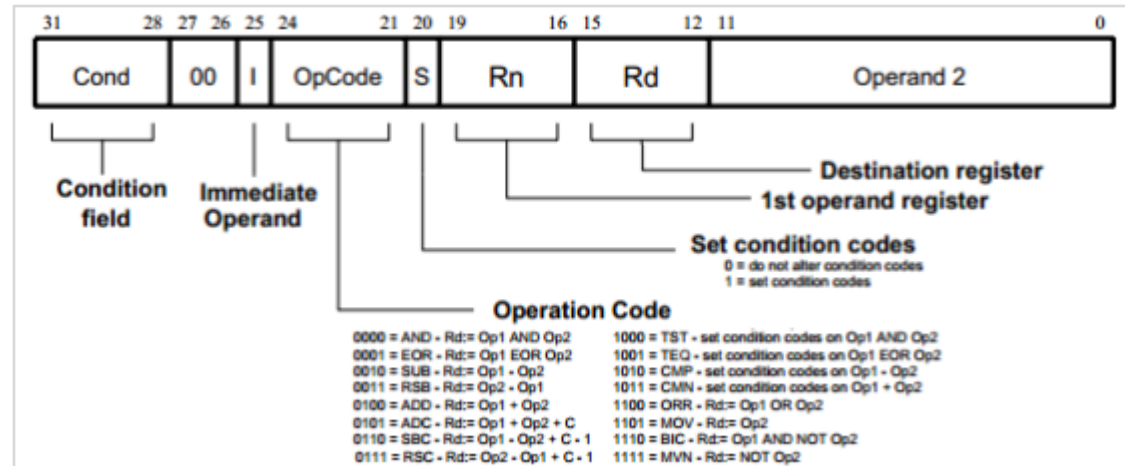 31 28 27 26 25 24 21 20 19 16 15 12 11 0
Cond 00 I OpCode S Rn Rd Operand 2
Destination register
1st operand register
Condition field
Immediate Operand
Set condition codes
0 = do not alter condition codes
1 = set condition codes
Operation Code
0000 = AND - Rd:= Op1 AND Op2
0001 = EOR - Rd:= Op1 EOR Op2
0010 = SUB - Rd:= Op1 - Op2
0011 = RSB - Rd:= Op2 - Op1
0100 = ADD - Rd:= Op1 + Op2
0101 = ADC - Rd:= Op1 + Op2 + C
0110 = SBC - Rd:= Op1 - Op2 + C - 1
0111 = RSC - Rd:= Op2 - Op1 + C - 1
1000 = TST - set condition codes on Op1 AND Op2
1001 = TEQ - set condition codes on Op1 EOR Op2
1010 = CMP - set condition codes on Op1 - Op2
1011 = CMN - set condition codes on Op1 + Op2
1100 = ORR - Rd:= Op1 OR Op2
1101 = MOV - Rd:= Op2
1110 = BIC - Rd:= Op1 AND NOT Op2
1111 = MVN - Rd:= NOT Op2